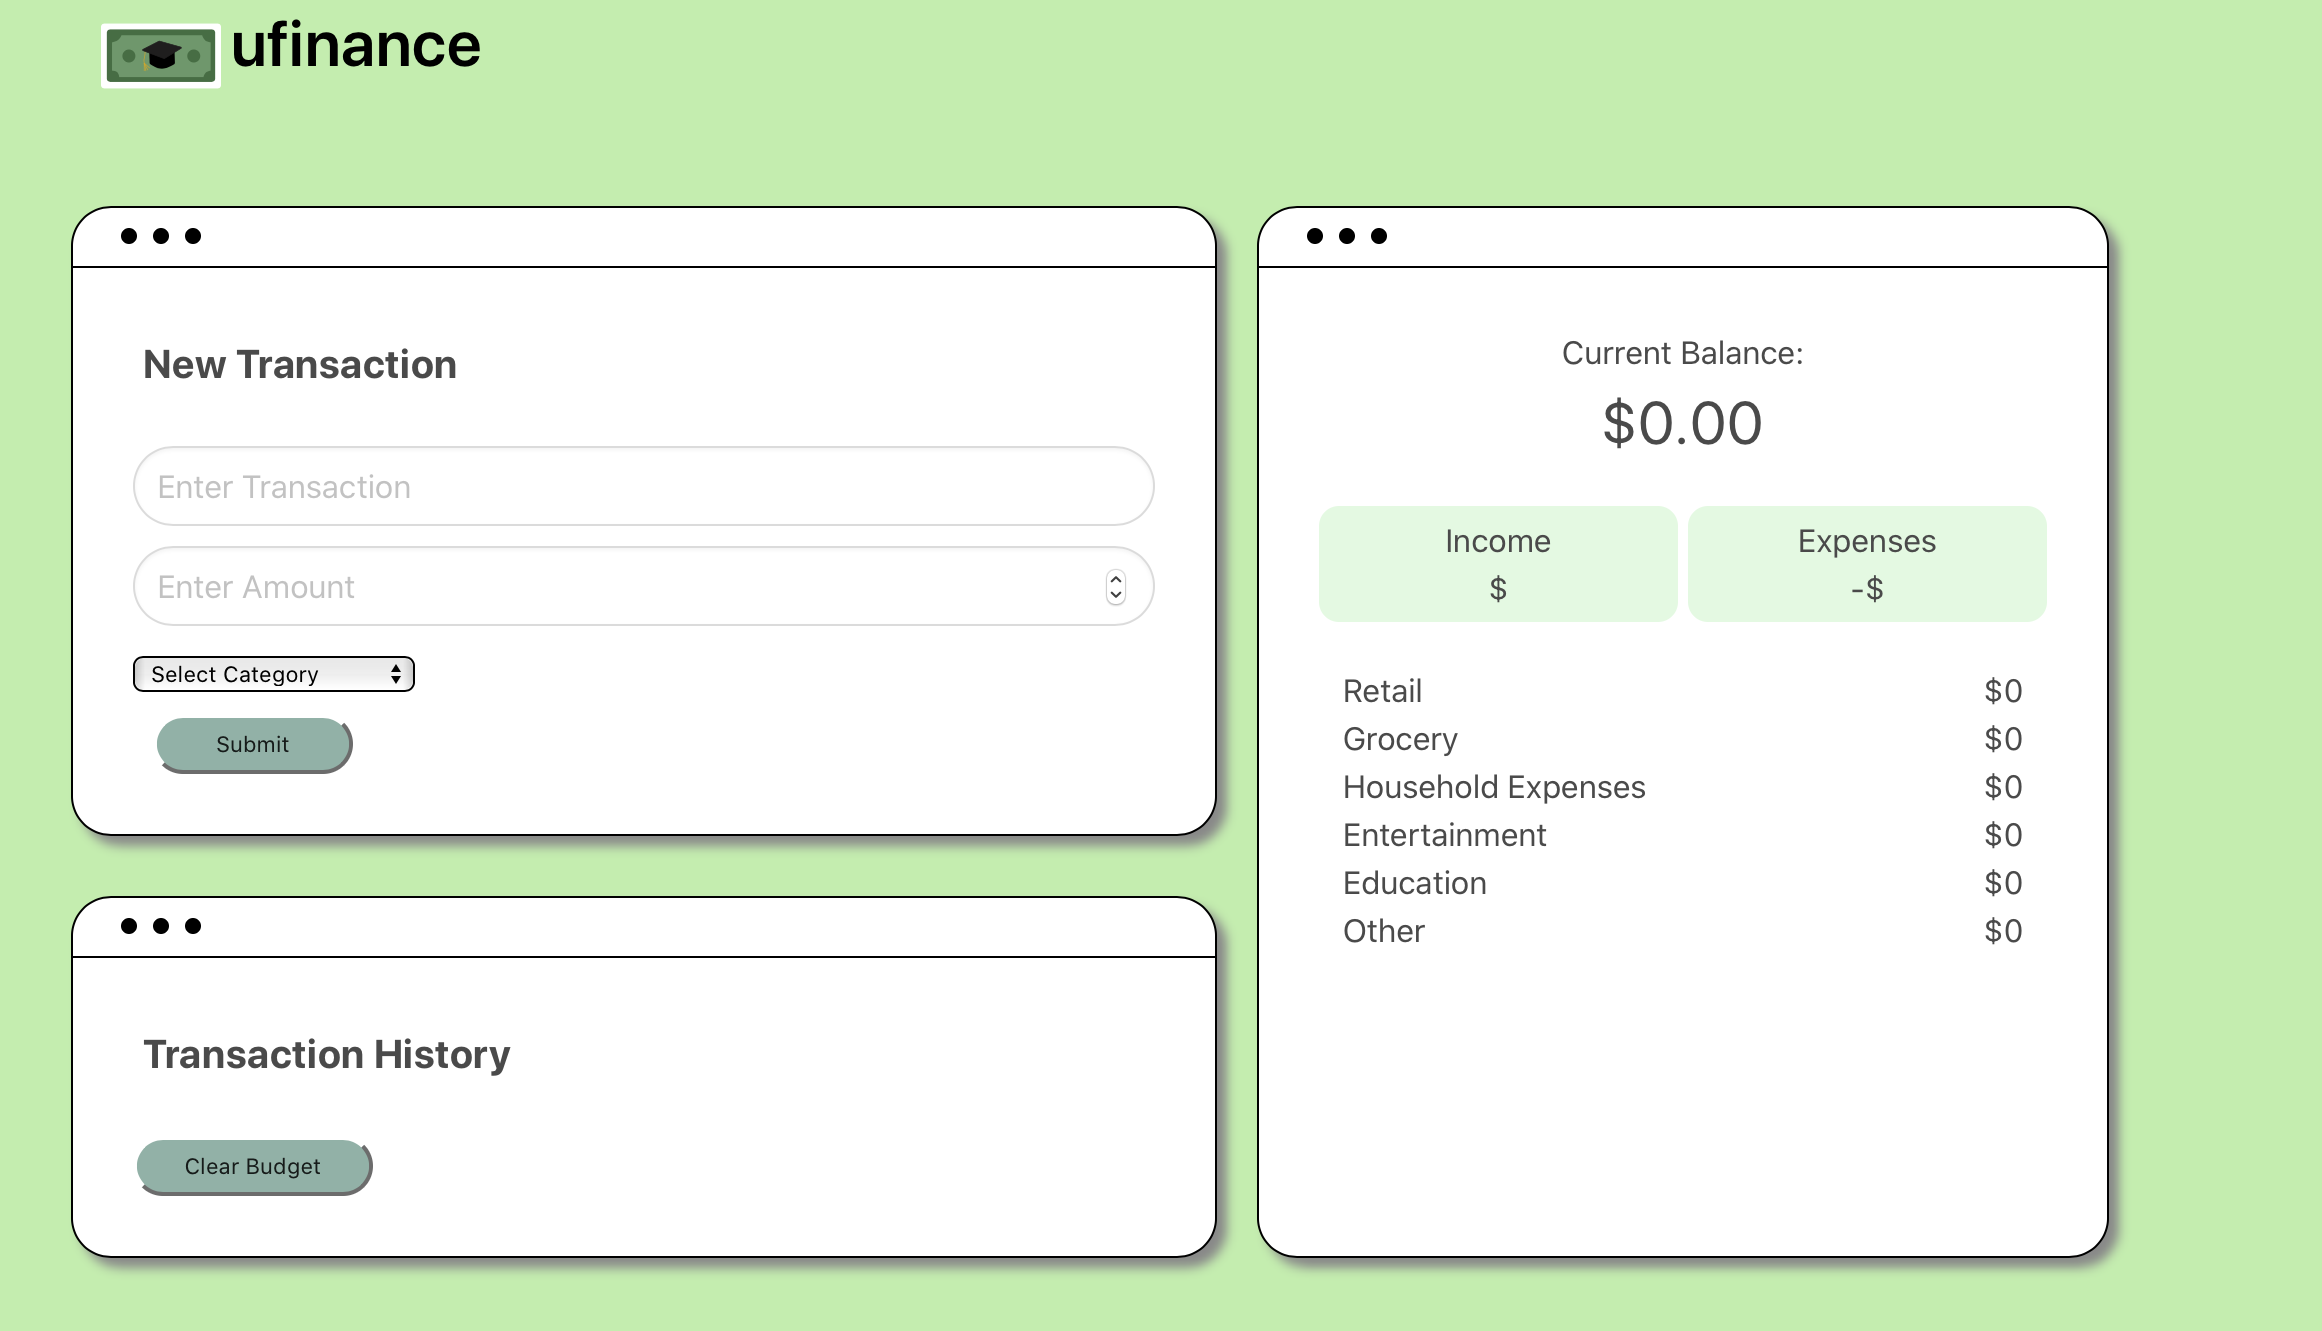 ufinance
New Transaction
Enter Transaction
Enter Amount
Select Category
Submit
Transaction History
Clear Budget
Current Balance:
$0.00
Income
$
Expenses
-$
Retail $0
Grocery $0
Household Expenses $0
Entertainment $0
Education $0
Other $0